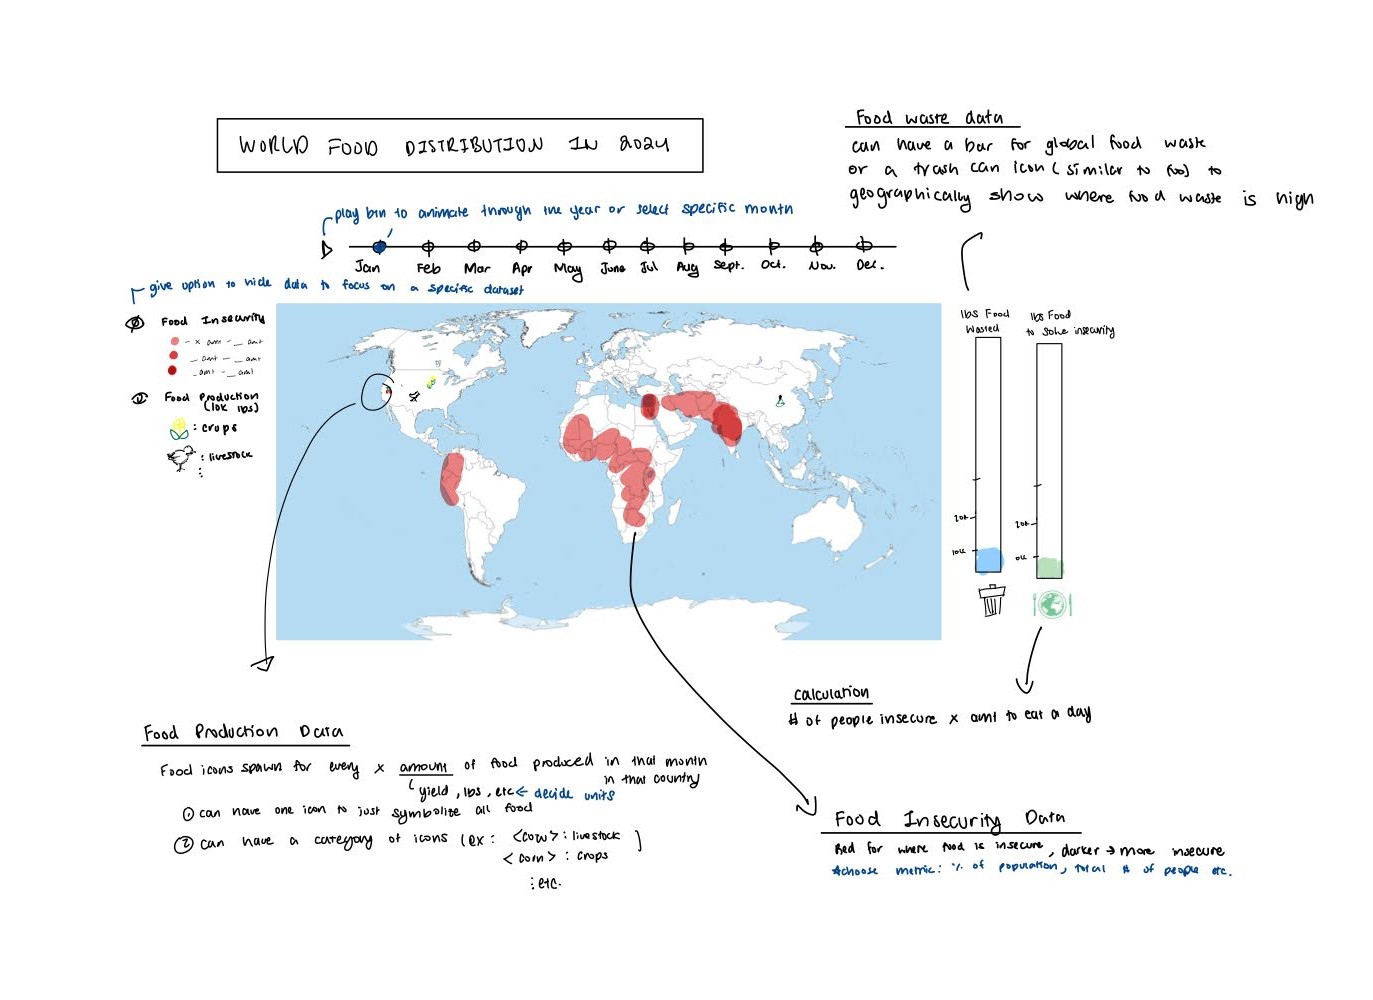 WORLD FOOD DISTRIBUTION IN 2024
Food waste data
can have a bar for global food waste
or a trash can icon (similar to food) to
geographically show where food waste is high
play btn to animate through the year or select specific month
Jan Feb Mar Apr May June Jul Aug Sept. Oct. Nov. Dec.
give option to hide data to focus on a specific dataset
Food Insecurity
- x amt - __ amt
_ amt - __ amt
_ amt - __ amt
Food Production
(10k lbs)
: crops
: livestock
⋮
lbs Food
Wasted
20k
10k
lbs Food
to solve insecurity
20k
calculation
# of people insecure x amt to eat a day
Food Production Data
Food icons spawn for every x amount of food produced in that month
in that country
yield, lbs, etc ← decide units
① can have one icon to just symbolize all food
② can have a category of icons (ex: <cow> : livestock
<corn> : crops
⋮ etc.
Food Insecurity Data
Red for where food is insecure, darker → more insecure
*choose metric: % of population, total # of people etc.